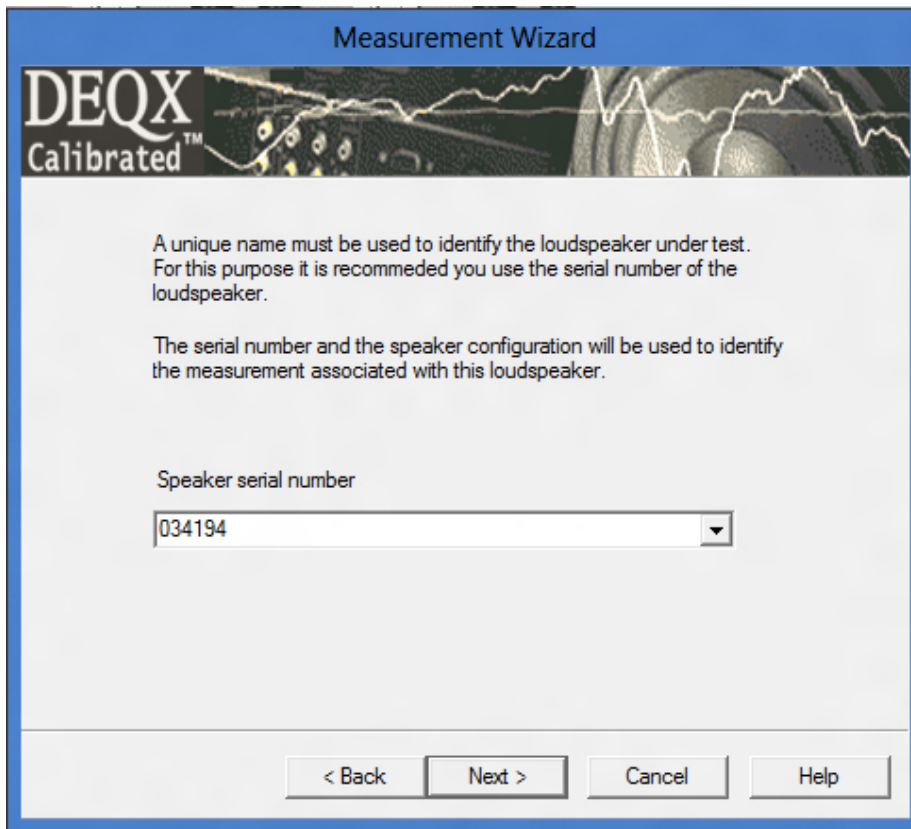 Measurement Wizard
DEQX
Calibrated™
A unique name must be used to identify the loudspeaker under test.
For this purpose it is recommeded you use the serial number of the
loudspeaker.
The serial number and the speaker configuration will be used to identify
the measurement associated with this loudspeaker.
Speaker serial number
034194
< Back Next > Cancel Help